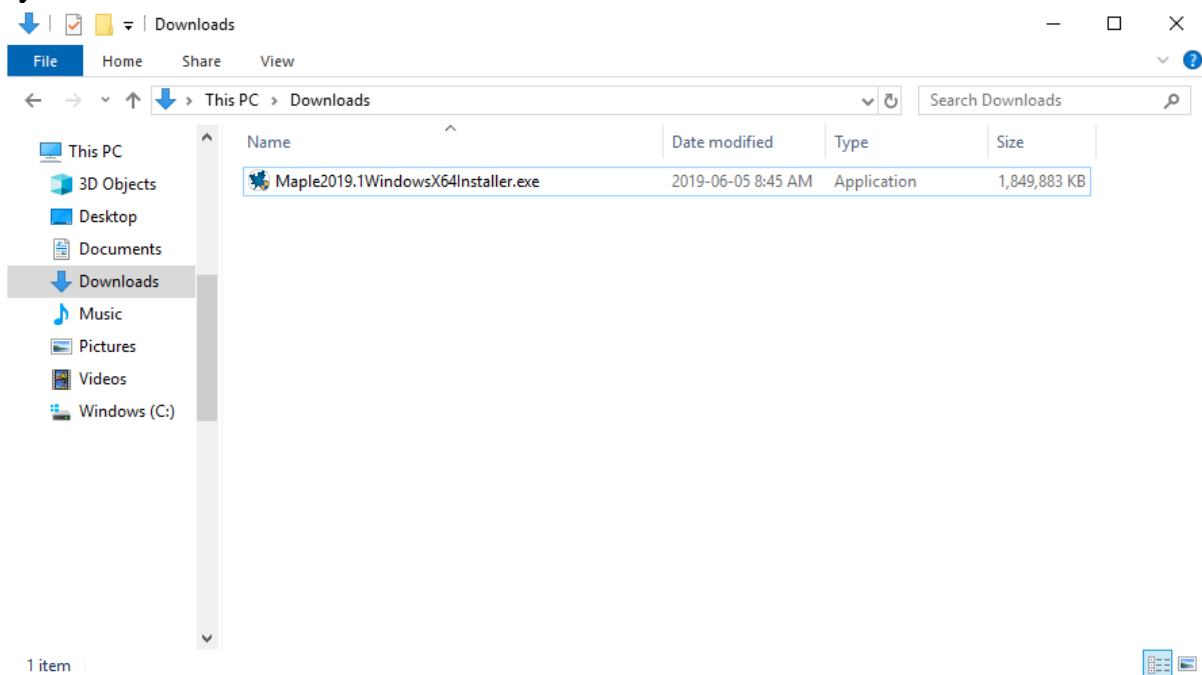 Downloads
File Home Share View
This PC > Downloads Search Downloads
Name Date modified Type Size
This PC
Maple2019.1WindowsX64Installer.exe 2019-06-05 8:45 AM Application 1,849,883 KB
3D Objects
Desktop
Documents
Downloads
Music
Pictures
Videos
Windows (C:)
1 item